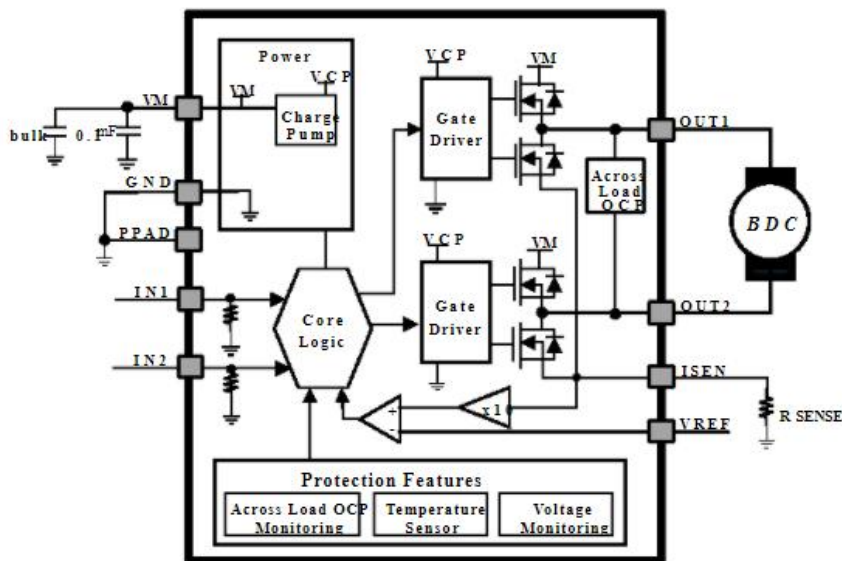 Power
VCP
VM
VM
Charge
Pump
bulk
0.1
mF
GND
PPAD
IN1
IN2
Core
Logic
VCP
Gate
Driver
VM
VCP
Gate
Driver
VM
Across
Load
OCP
OUT1
BDC
OUT2
ISEN
R SENSE
VREF
x10
+
-
Protection Features
Across Load OCP
Monitoring
Temperature
Sensor
Voltage
Monitoring